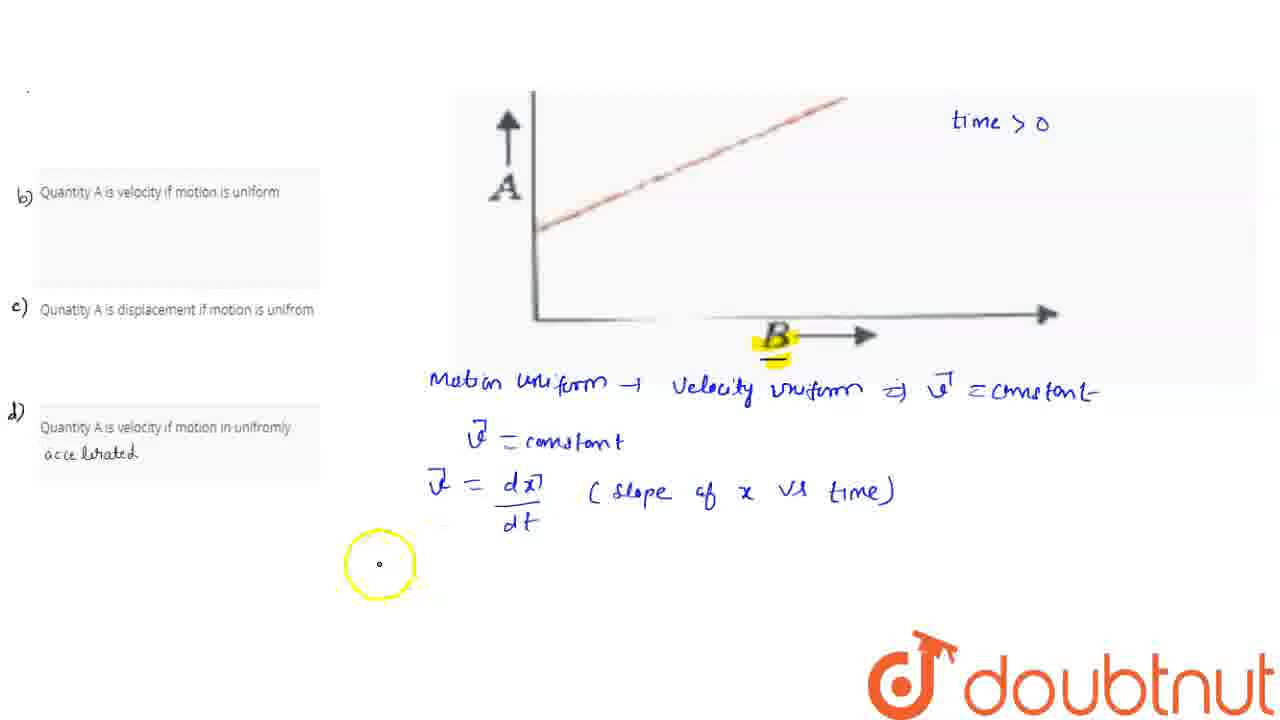 time > 0
A
b) Quantity A is velocity if motion is uniform
c) Qunatity A is displacement if motion is unifrom
B
Motion uniform → velocity uniform ⇒ v⃗ = constant
v⃗ = constant
d) Quantity A is velocity if motion in unifromly
accelerated
v⃗ = dx⃗/dt (slope of x vs time)
doubtnut